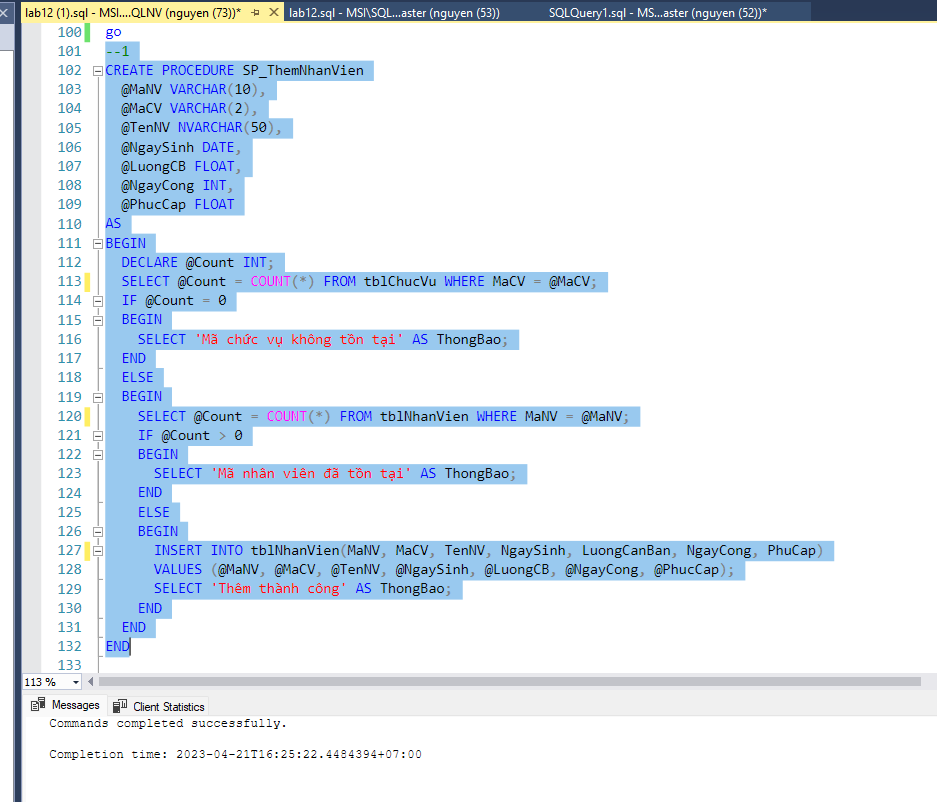 lab12 (1).sql - MSI....QLNV (nguyen (73))* lab12.sql - MSI\SQL...aster (nguyen (53)) SQLQuery1.sql - MS...aster (nguyen (52))*
100 go
101 --1
102 CREATE PROCEDURE SP_ThemNhanVien
103 @MaNV VARCHAR(10),
104 @MaCV VARCHAR(2),
105 @TenNV NVARCHAR(50),
106 @NgaySinh DATE,
107 @LuongCB FLOAT,
108 @NgayCong INT,
109 @PhucCap FLOAT
110 AS
111 BEGIN
112 DECLARE @Count INT;
113 SELECT @Count = COUNT(*) FROM tblChucVu WHERE MaCV = @MaCV;
114 IF @Count = 0
115 BEGIN
116 SELECT 'Mã chức vụ không tồn tại' AS ThongBao;
117 END
118 ELSE
119 BEGIN
120 SELECT @Count = COUNT(*) FROM tblNhanVien WHERE MaNV = @MaNV;
121 IF @Count > 0
122 BEGIN
123 SELECT 'Mã nhân viên đã tồn tại' AS ThongBao;
124 END
125 ELSE
126 BEGIN
127 INSERT INTO tblNhanVien(MaNV, MaCV, TenNV, NgaySinh, LuongCanBan, NgayCong, PhuCap)
128 VALUES (@MaNV, @MaCV, @TenNV, @NgaySinh, @LuongCB, @NgayCong, @PhucCap);
129 SELECT 'Thêm thành công' AS ThongBao;
130 END
131 END
132 END
133
113 %
Messages Client Statistics
Commands completed successfully.
Completion time: 2023-04-21T16:25:22.4484394+07:00